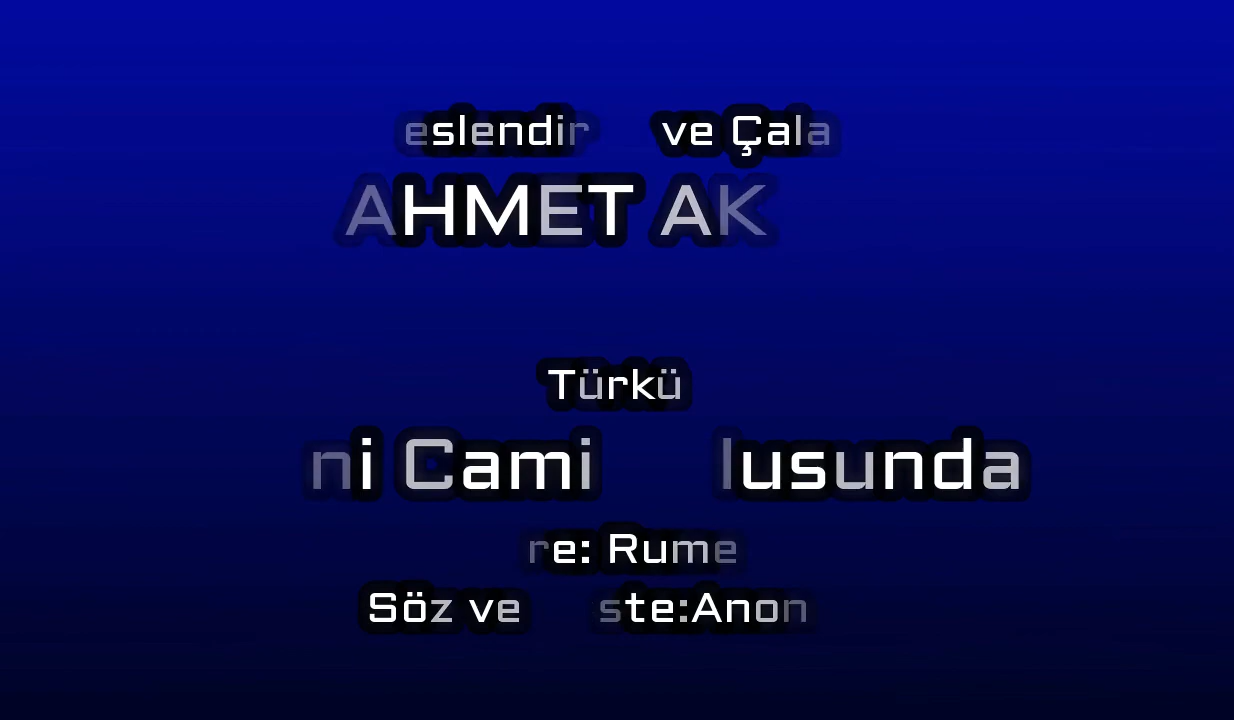 eslendir ve Çala
AHMET AK
Türkü
ni Cami lusunda
re: Rume
Söz ve ste:Anon